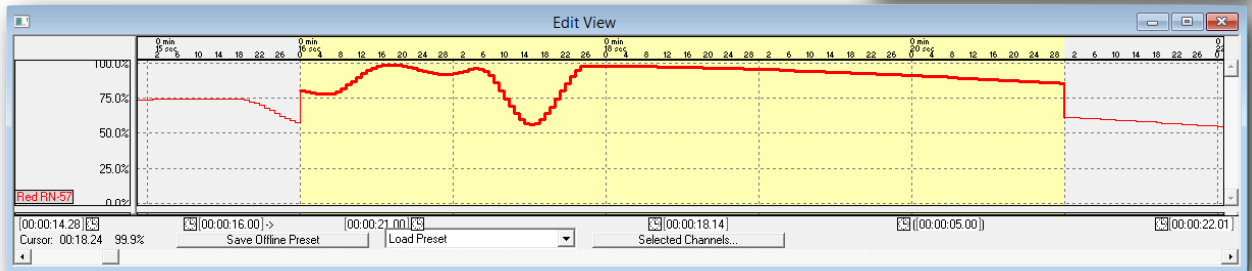 Edit View
0 min 0 min 0 min 0 min 0
15 sec 16 sec 18 sec 20 sec
2 6 10 14 18 22 26 0 4 8 12 16 20 24 28 2 6 10 14 18 22 26 0 4 8 12 16 20 24 28 2 6 10 14 18 22 26 0 4 8 12 16 20 24 28 2 6 10 14 18 22 26 0
100.0%
75.0%
50.0%
25.0%
Red RN-57
0.0%
[00:00:14.28] [00:00:16.00] -> [00:00:21.00] [00:00:18.14] [(00:00:05.00)] [00:00:22.01]
Cursor: 00:18.24 99.9% Save Offline Preset Load Preset Selected Channels...